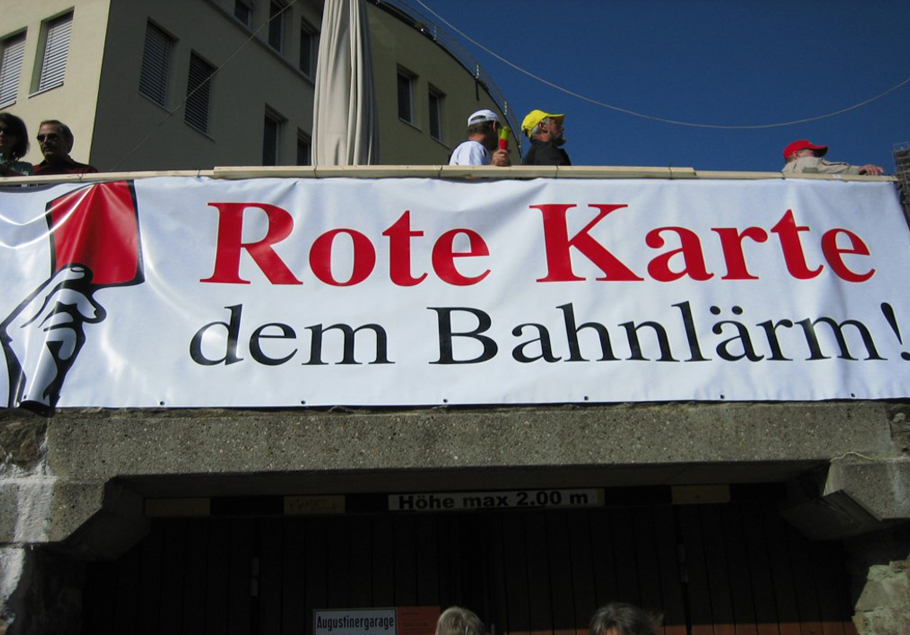 Rote Karte
dem Bahnlärm!
Höhe max 2.00 m
Augustinergarage